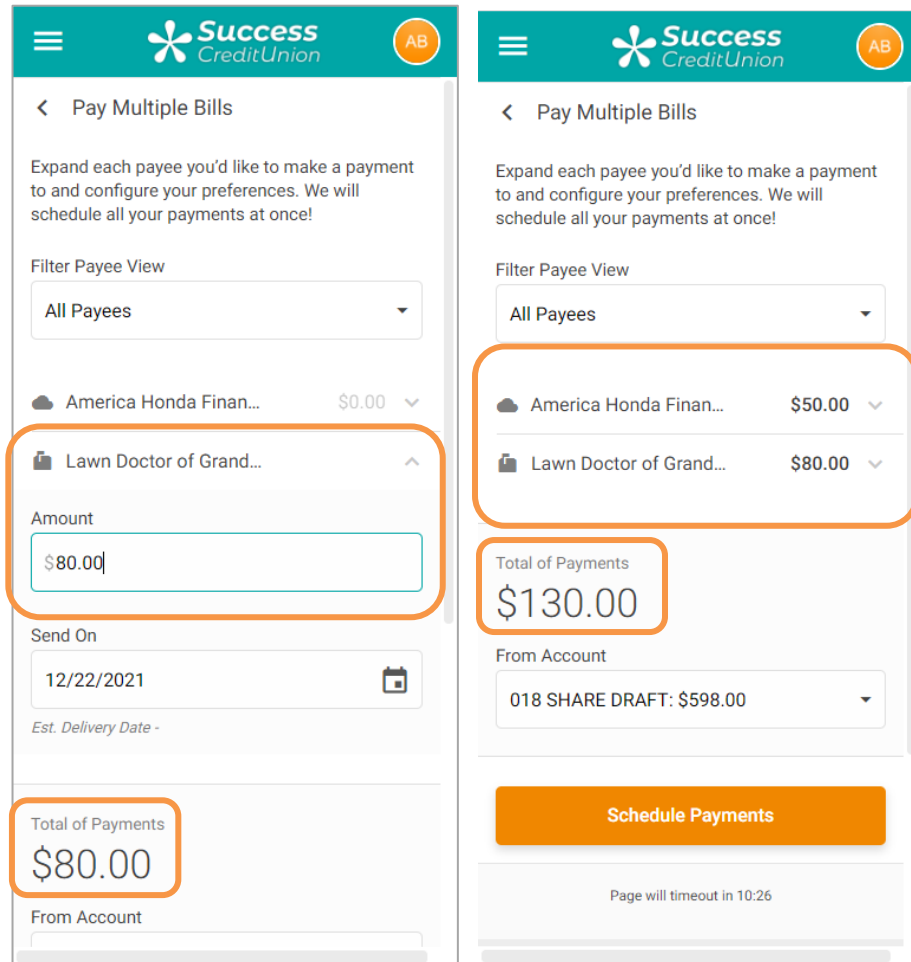 Success
CreditUnion
AB
Pay Multiple Bills
Expand each payee you'd like to make a payment
to and configure your preferences. We will
schedule all your payments at once!
Filter Payee View
All Payees
America Honda Finan... $0.00
Lawn Doctor of Grand...
Amount
$80.00
Send On
12/22/2021
Est. Delivery Date -
Total of Payments
$80.00
From Account
Success
CreditUnion
AB
Pay Multiple Bills
Expand each payee you'd like to make a payment
to and configure your preferences. We will
schedule all your payments at once!
Filter Payee View
All Payees
America Honda Finan... $50.00
Lawn Doctor of Grand... $80.00
Total of Payments
$130.00
From Account
018 SHARE DRAFT: $598.00
Schedule Payments
Page will timeout in 10:26